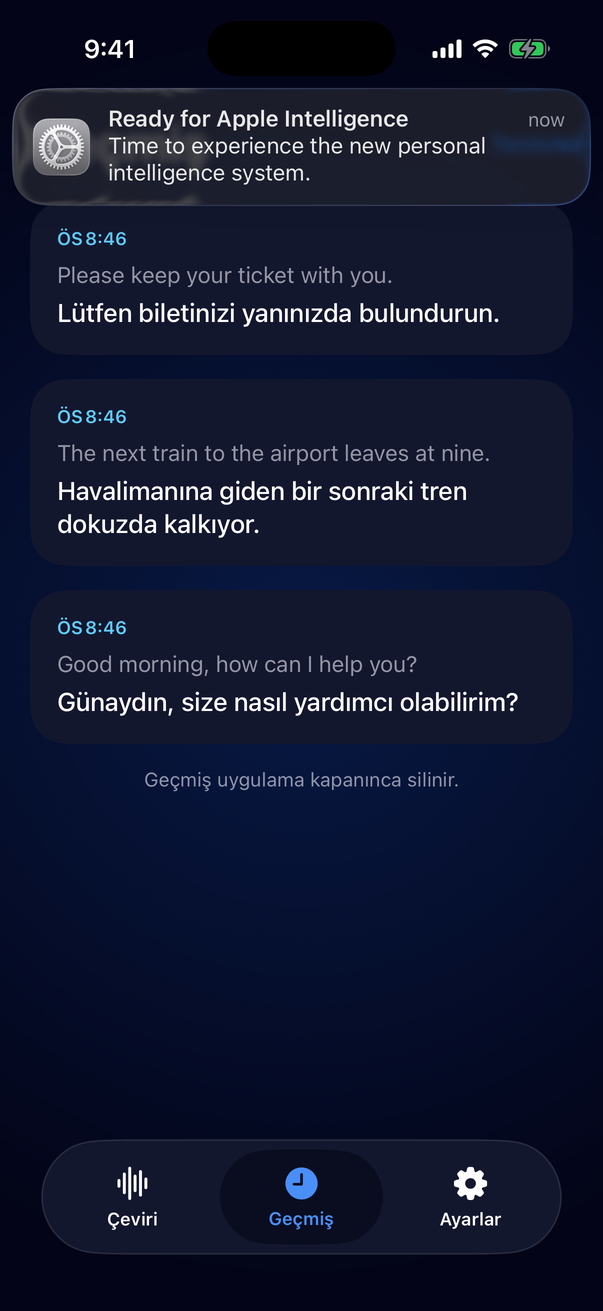 9:41
Ready for Apple Intelligence
now
Time to experience the new personal
intelligence system.
ÖS 8:46
Please keep your ticket with you.
Lütfen biletinizi yanınızda bulundurun.
ÖS 8:46
The next train to the airport leaves at nine.
Havalimanına giden bir sonraki tren
dokuzda kalkıyor.
ÖS 8:46
Good morning, how can I help you?
Günaydın, size nasıl yardımcı olabilirim?
Geçmiş uygulama kapanınca silinir.
Çeviri
Geçmiş
Ayarlar